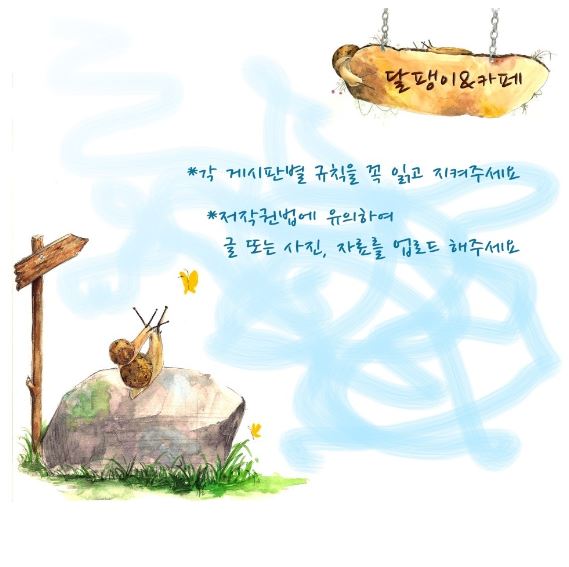 달팽이&카페
*각 게시판별 규칙을 꼭 읽고 지켜주세요
*저작권법에 유의하여
글 또는 사진, 자료를 업로드 해주세요